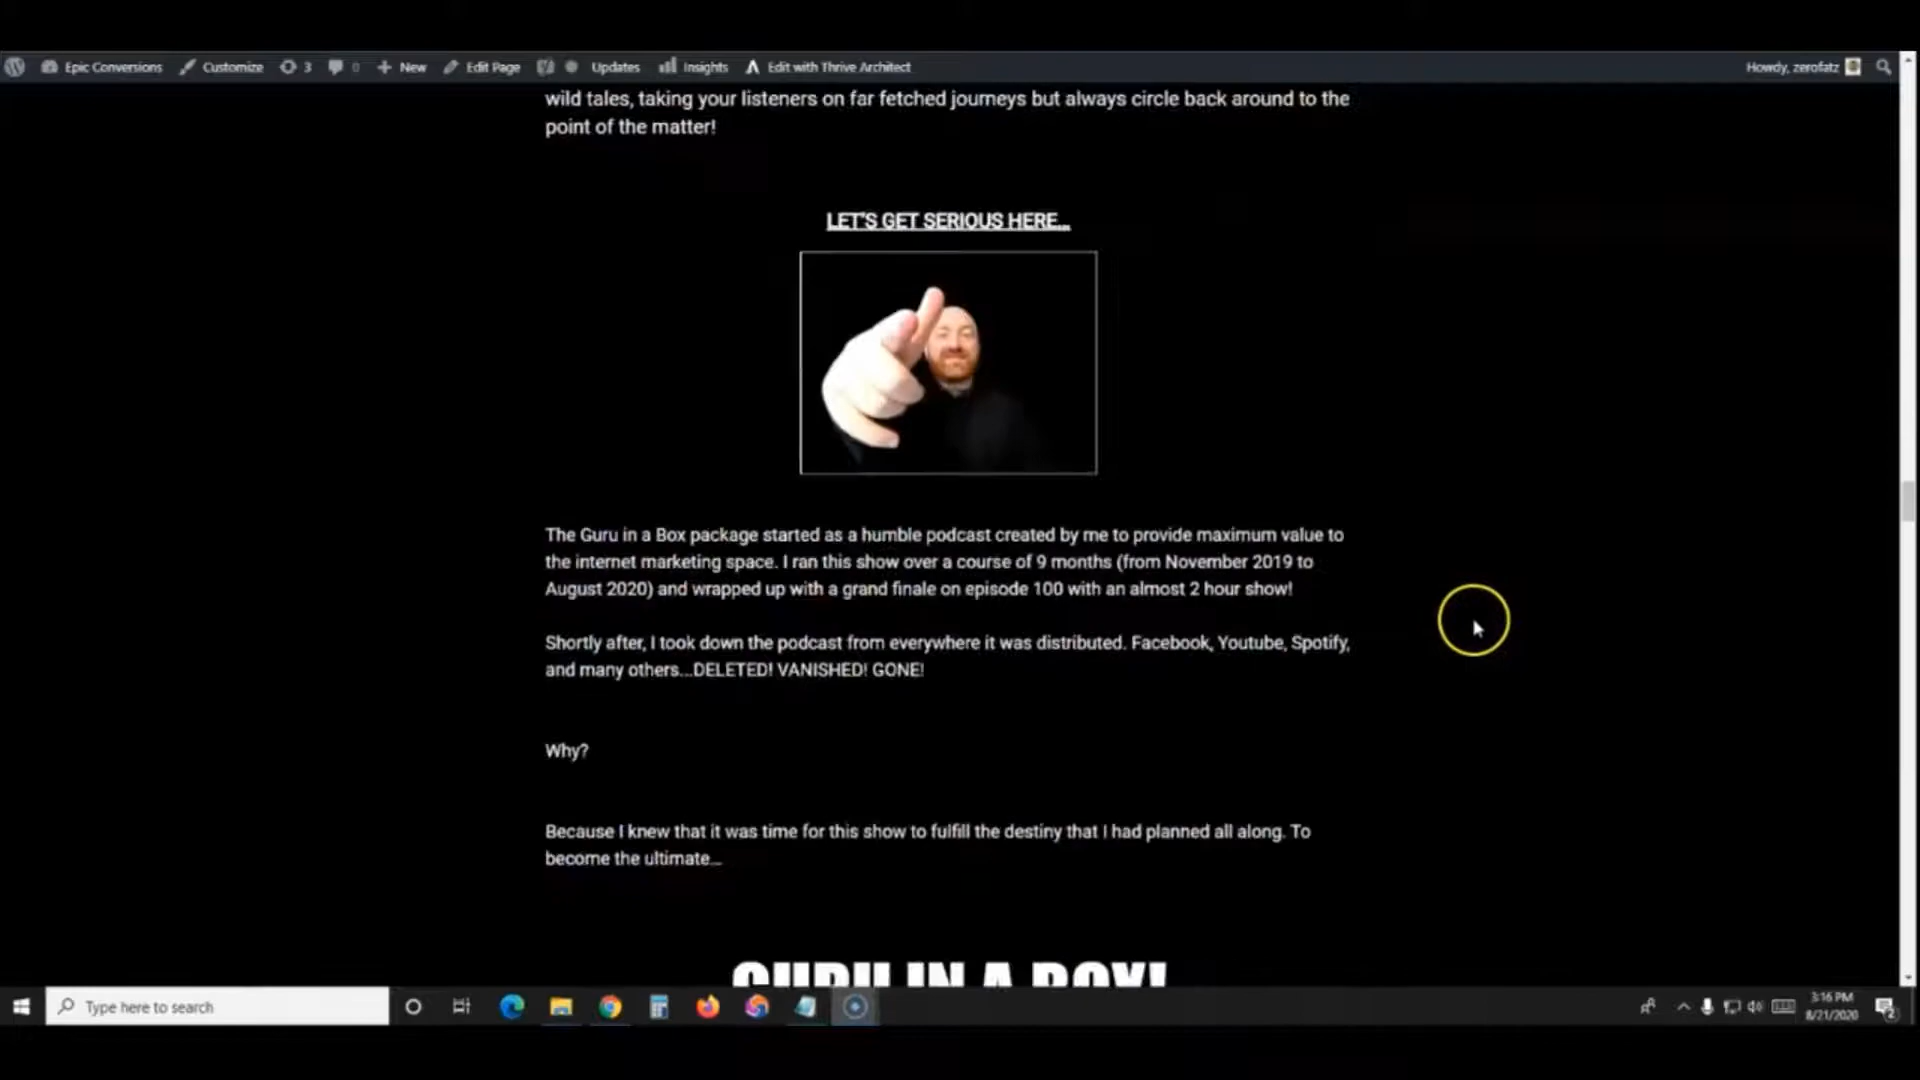 Epic Conversions Customize 3 0 New Edit Page Updates Insights Edit with Thrive Architect Howdy, zerofatz
wild tales, taking your listeners on far fetched journeys but always circle back around to the
point of the matter!
LET'S GET SERIOUS HERE...
The Guru in a Box package started as a humble podcast created by me to provide maximum value to
the internet marketing space. I ran this show over a course of 9 months (from November 2019 to
August 2020) and wrapped up with a grand finale on episode 100 with an almost 2 hour show!
Shortly after, I took down the podcast from everywhere it was distributed. Facebook, Youtube, Spotify,
and many others...DELETED! VANISHED! GONE!
Why?
Because I knew that it was time for this show to fulfill the destiny that I had planned all along. To
become the ultimate...
GURU IN A BOX!
Type here to search
3:16 PM
8/21/2020
2